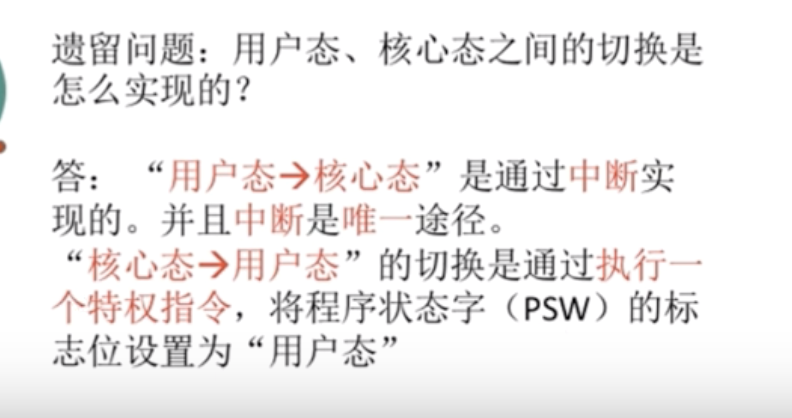 遗留问题：用户态、核心态之间的切换是
怎么实现的？
答： “用户态→核心态”是通过中断实
现的。并且中断是唯一途径。
“核心态→用户态”的切换是通过执行一
个特权指令，将程序状态字（PSW）的标
志位设置为“用户态”